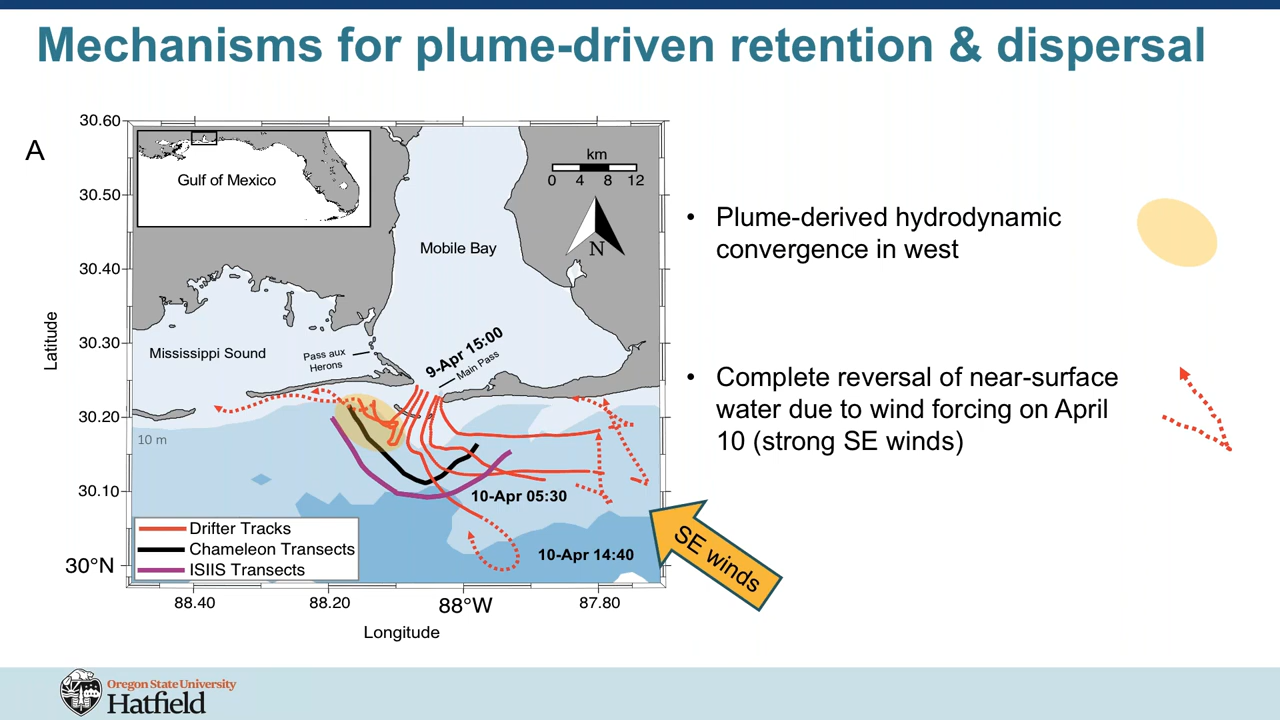 Mechanisms for plume-driven retention & dispersal
A
30.60
30.50
30.40
30.30
30.20
30.10
30°N
Latitude
Gulf of Mexico
km
0 4 8 12
N
Mobile Bay
Mississippi Sound
Pass aux
Herons
9-Apr 15:00
Main Pass
10 m
10-Apr 05:30
10-Apr 14:40
Drifter Tracks
Chameleon Transects
ISIIS Transects
88.40 88.20 88°W 87.80
Longitude
SE winds
• Plume-derived hydrodynamic
convergence in west
• Complete reversal of near-surface
water due to wind forcing on April
10 (strong SE winds)
Oregon State University
Hatfield